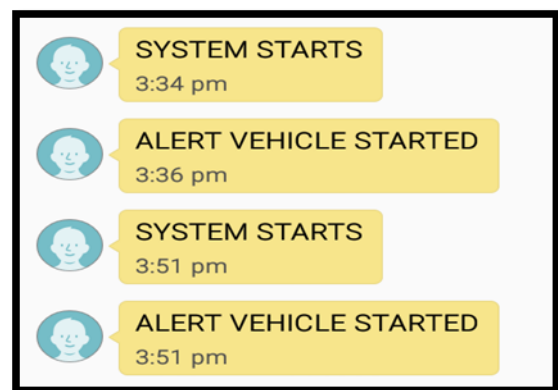 SYSTEM STARTS
3:34 pm
ALERT VEHICLE STARTED
3:36 pm
SYSTEM STARTS
3:51 pm
ALERT VEHICLE STARTED
3:51 pm